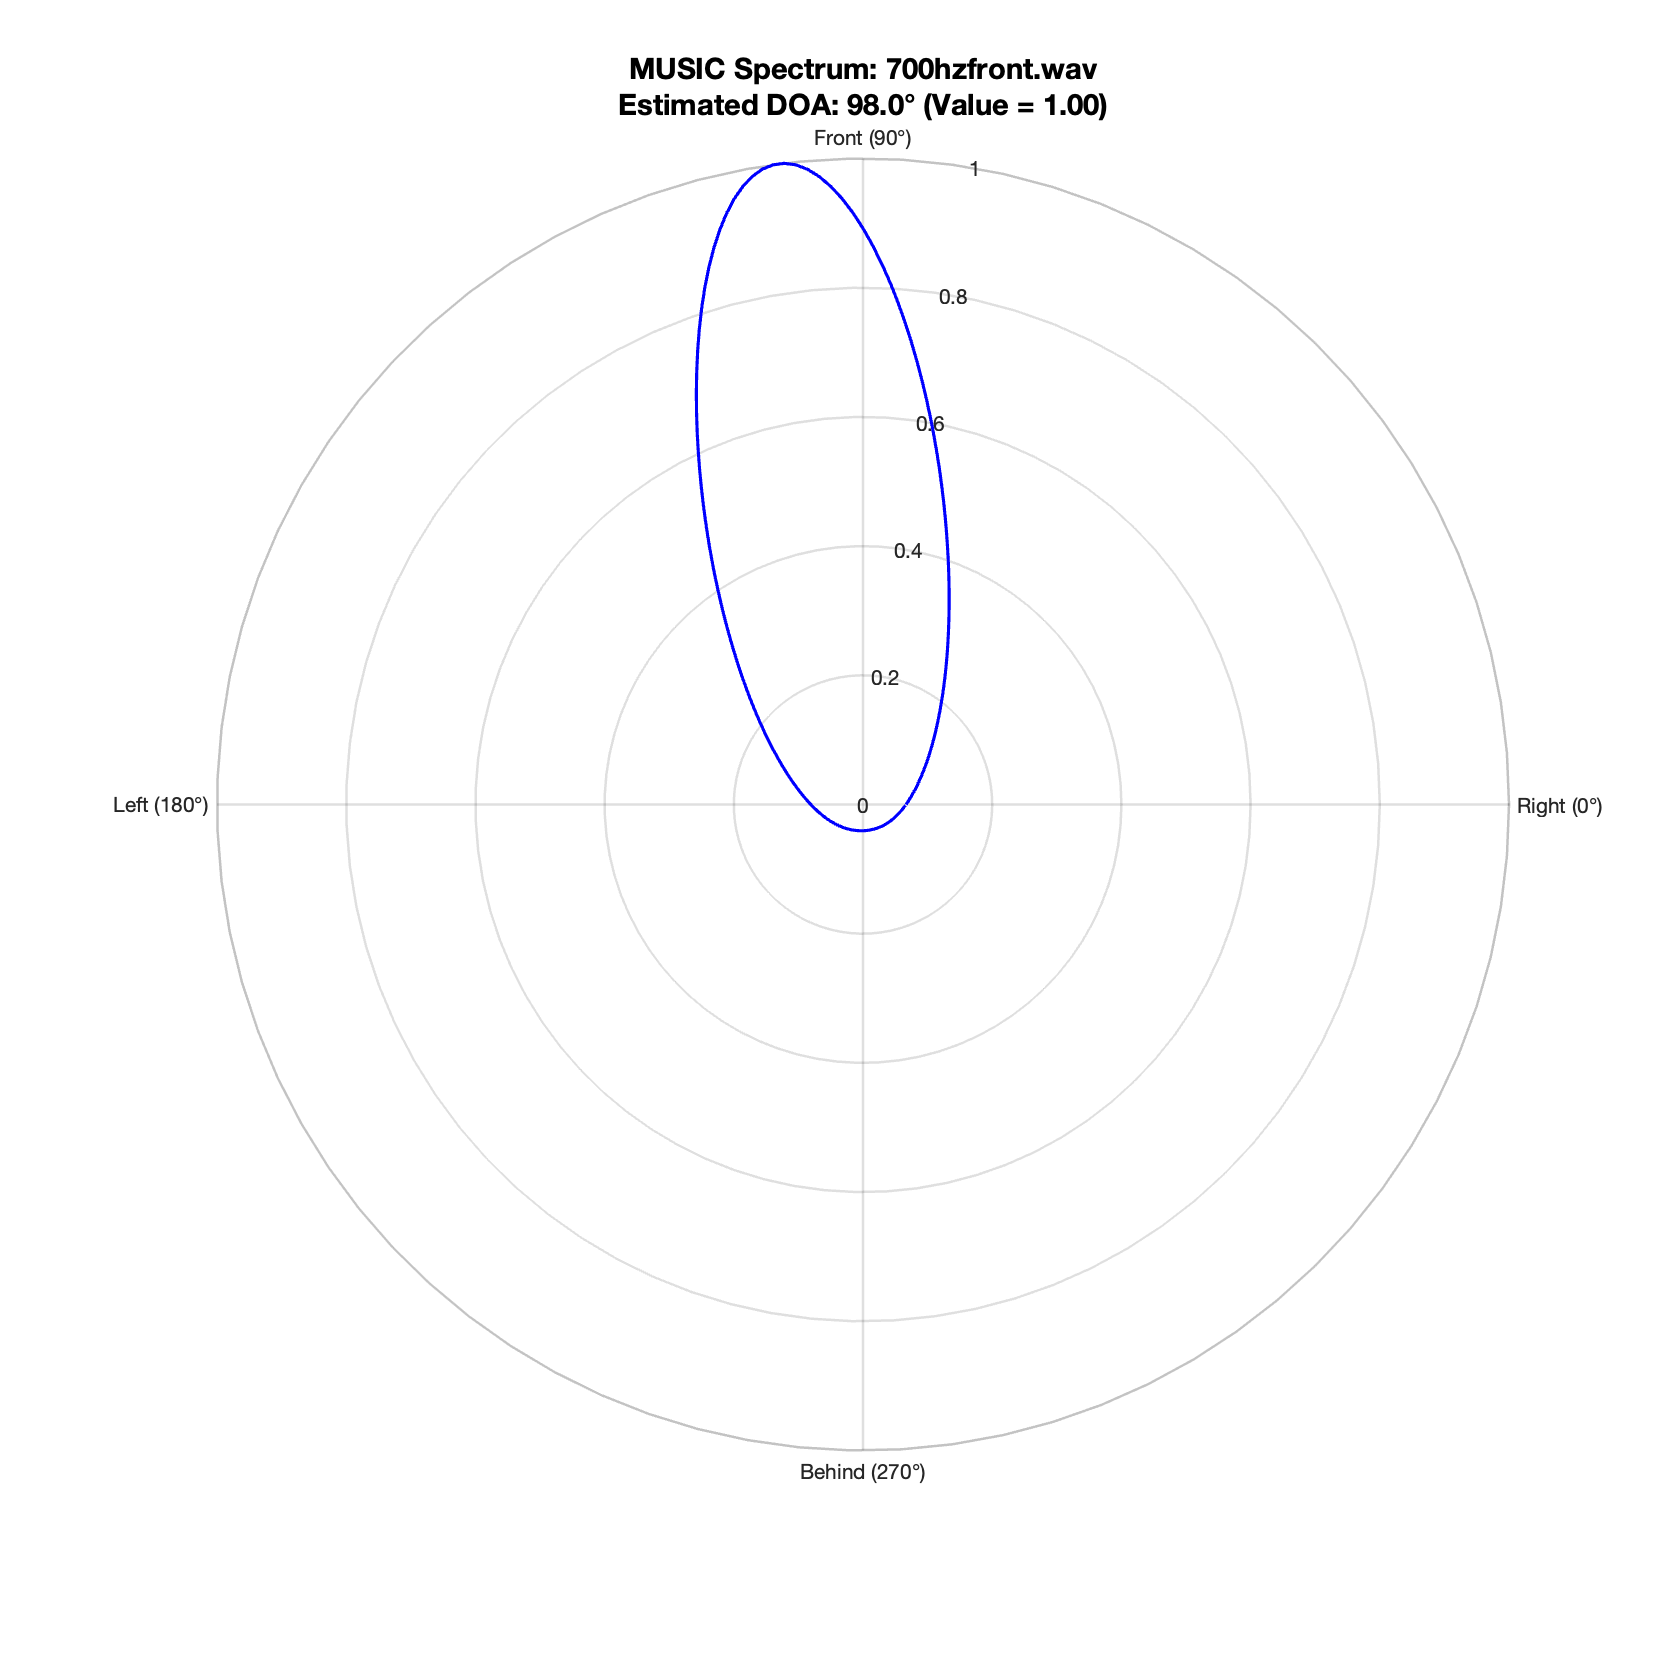 MUSIC Spectrum: 700hzfront.wav
Estimated DOA: 98.0° (Value = 1.00)
Front (90°)
1
0.8
0.6
0.4
0.2
Left (180°)
0
Right (0°)
Behind (270°)